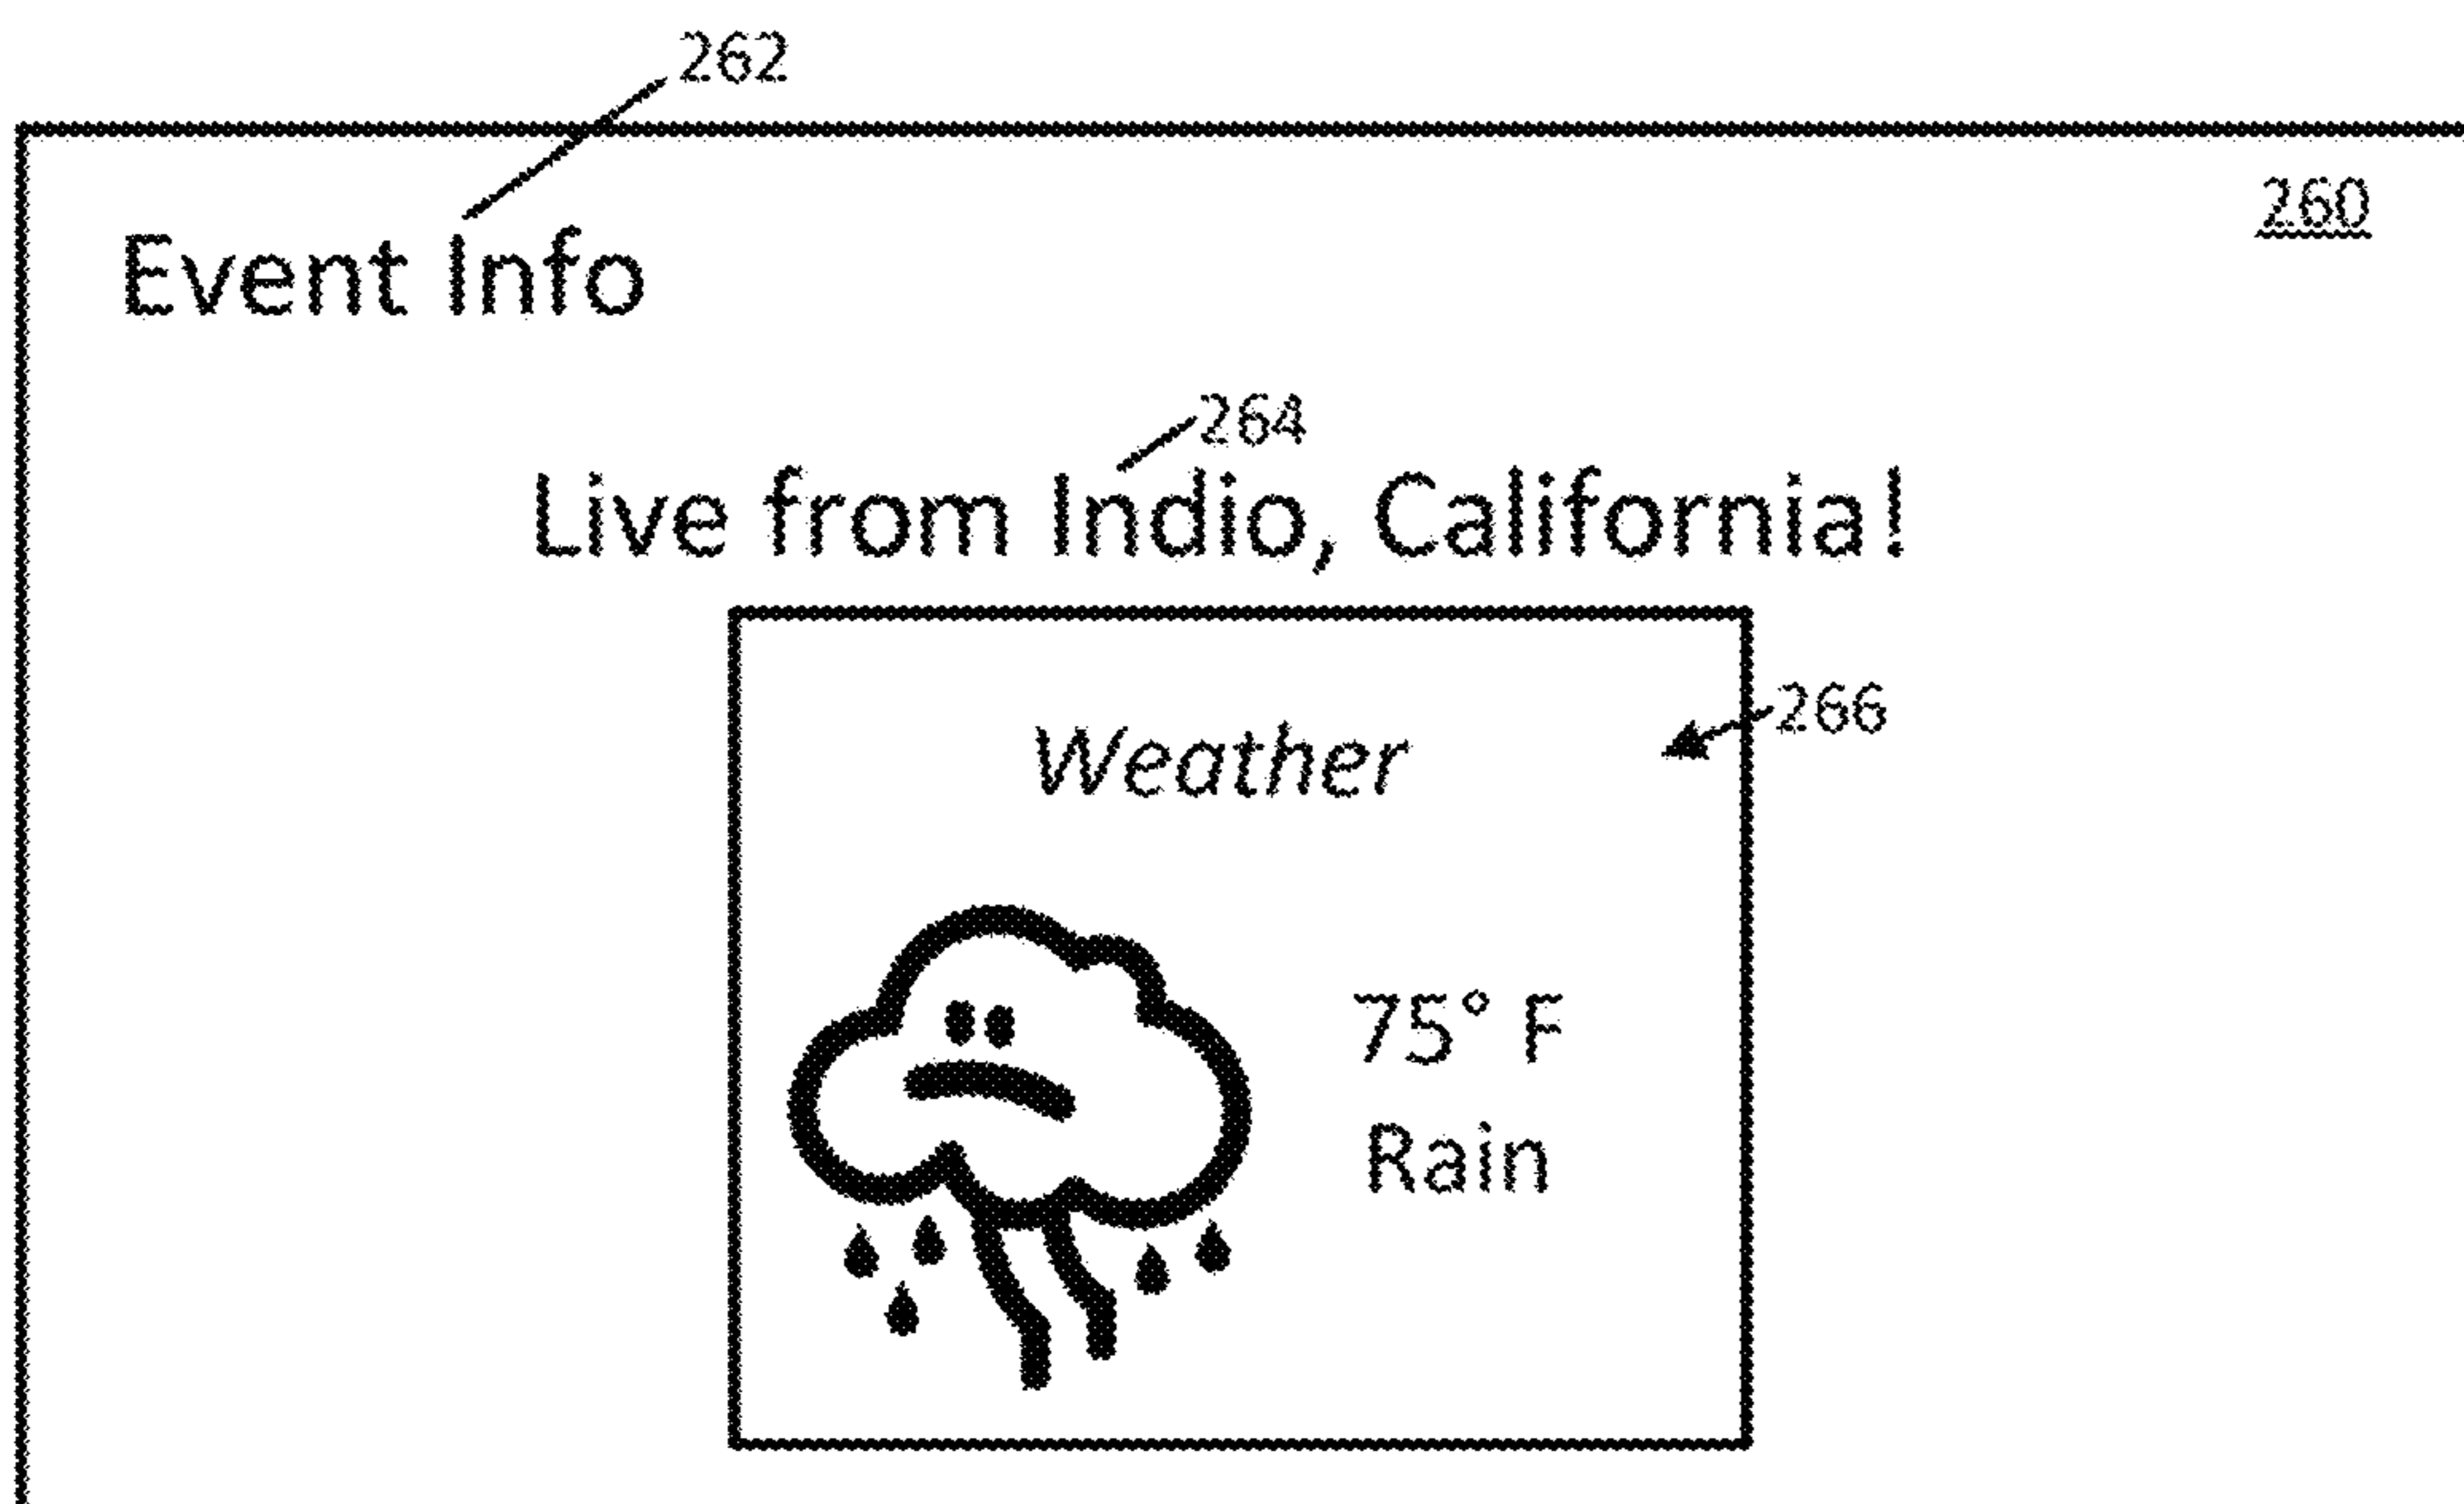 262
260
Event Info
264
Live from Indio, California!
266
Weather
75° F
Rain